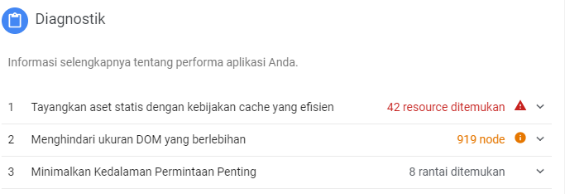 Diagnostik
Informasi selengkapnya tentang performa aplikasi Anda.
1 Tayangkan aset statis dengan kebijakan cache yang efisien 42 resource ditemukan
2 Menghindari ukuran DOM yang berlebihan 919 node
3 Minimalkan Kedalaman Permintaan Penting 8 rantai ditemukan